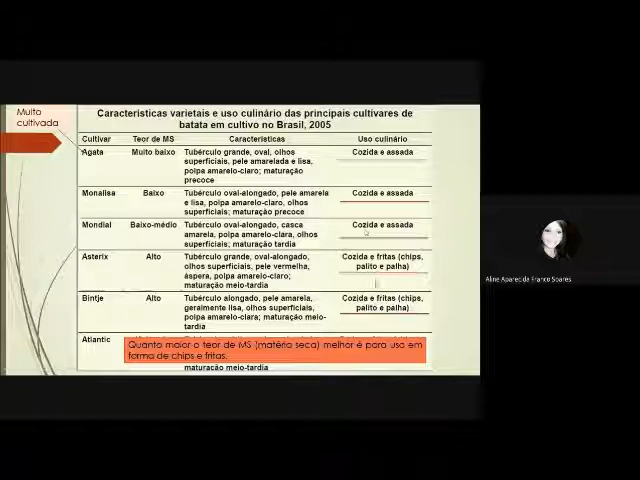 Muito
cultivada
Características varietais e uso culinário das principais cultivares de
batata em cultivo no Brasil, 2005
Cultivar Teor de MS Características Uso culinário
Ágata Muito baixo Tubérculo grande, oval, olhos Cozida e assada
superficiais, pele amarelada e lisa,
polpa amarelo-claro; maturação
precoce
Monalisa Baixo Tubérculo oval-alongado, pele amarela Cozida e assada
e lisa, polpa amarelo-claro, olhos
superficiais; maturação precoce
Mondial Baixo-médio Tubérculo oval-alongado, casca Cozida e assada
amarela, polpa amarelo-clara, olhos
superficiais; maturação tardia
Asterix Alto Tubérculo grande, oval-alongado, Cozida e fritas (chips,
olhos superficiais, pele vermelha, palito e palha)
áspera, polpa amarelo-claro;
maturação meio-tardia
Bintje Alto Tubérculo alongado, pele amarela, Cozida e fritas (chips,
geralmente lisa, olhos superficiais, palito e palha)
polpa amarelo-claro; maturação meio-
tardia
Atlantic
Quanto maior o teor de MS (matéria seca) melhor é para uso em
forma de chips e fritas.
maturação meio-tardia
Aline Aparecida Franco Soares